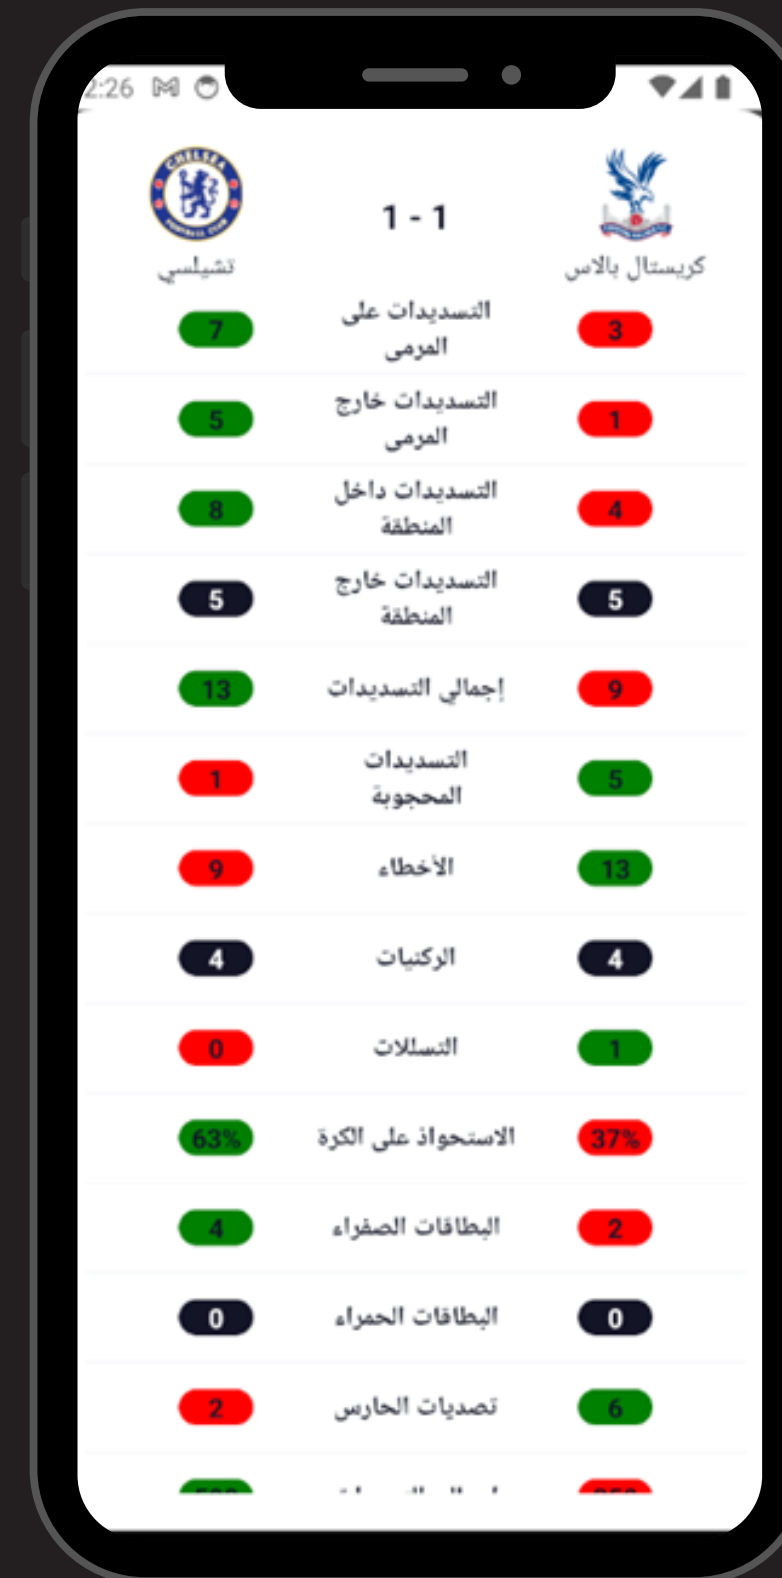 2:26
CHELSEA
FOOTBALL CLUB
1 - 1
تشيلسي
كريستال بالاس
7
التسديدات على
المرمى
3
5
التسديدات خارج
المرمى
1
8
التسديدات داخل
المنطقة
4
5
التسديدات خارج
المنطقة
5
13
إجمالي التسديدات
9
1
التسديدات
المحجوبة
5
9
الأخطاء
13
4
الركنيات
4
0
التسللات
1
63%
الاستحواذ على الكرة
37%
4
البطاقات الصفراء
2
0
البطاقات الحمراء
0
2
تصديات الحارس
6